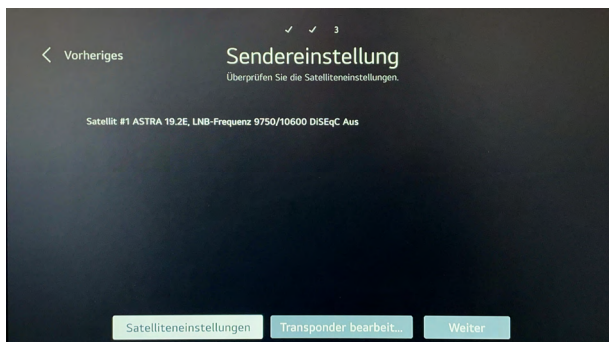 ✓ ✓ 3
Vorheriges
Sendereinstellung
Überprüfen Sie die Satelliteneinstellungen.
Satellit #1 ASTRA 19.2E, LNB-Frequenz 9750/10600 DiSEqC Aus
Satelliteneinstellungen
Transponder bearbeit...
Weiter